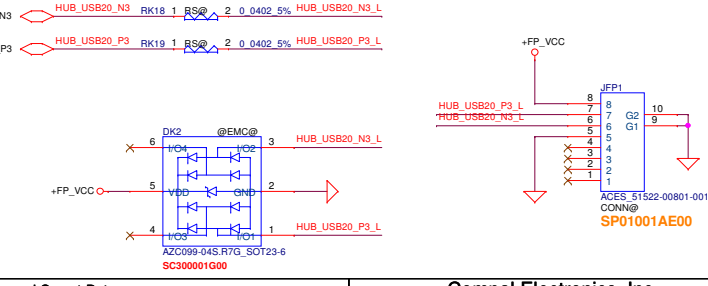 N3 HUB_USB20_N3 RK18 1 RS@ 2 0_0402_5% HUB_USB20_N3_L
P3 HUB_USB20_P3 RK19 1 RS@ 2 0_0402_5% HUB_USB20_P3_L
+FP_VCC
JFP1
8 8
HUB_USB20_P3_L 7 7 G2 10
HUB_USB20_N3_L 6 6 G1 9
5 5
4 4
3 3
2 2
1 1
ACES_51522-00801-001
CONN@
SP01001AE00
DK2 @EMC@
6 I/O4 I/O2 3 HUB_USB20_N3_L
+FP_VCC 5 VDD GND 2
4 I/O3 I/O1 1 HUB_USB20_P3_L
AZC099-04S.R7G_SOT23-6
SC300001G00